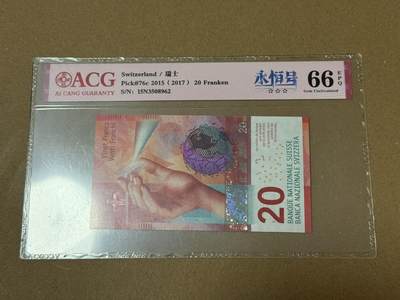 ACG
AI CANG GUARANTY
Switzerland / 瑞士
Pick#76c 2015 (2017) 20 Franken
S/N: 15N3508962
永恒号
☆☆☆
66
EPQ
Gem Uncirculated
20
20
BANQUE NATIONALE SUISSE
BANCA NAZIONALE SVIZZERA